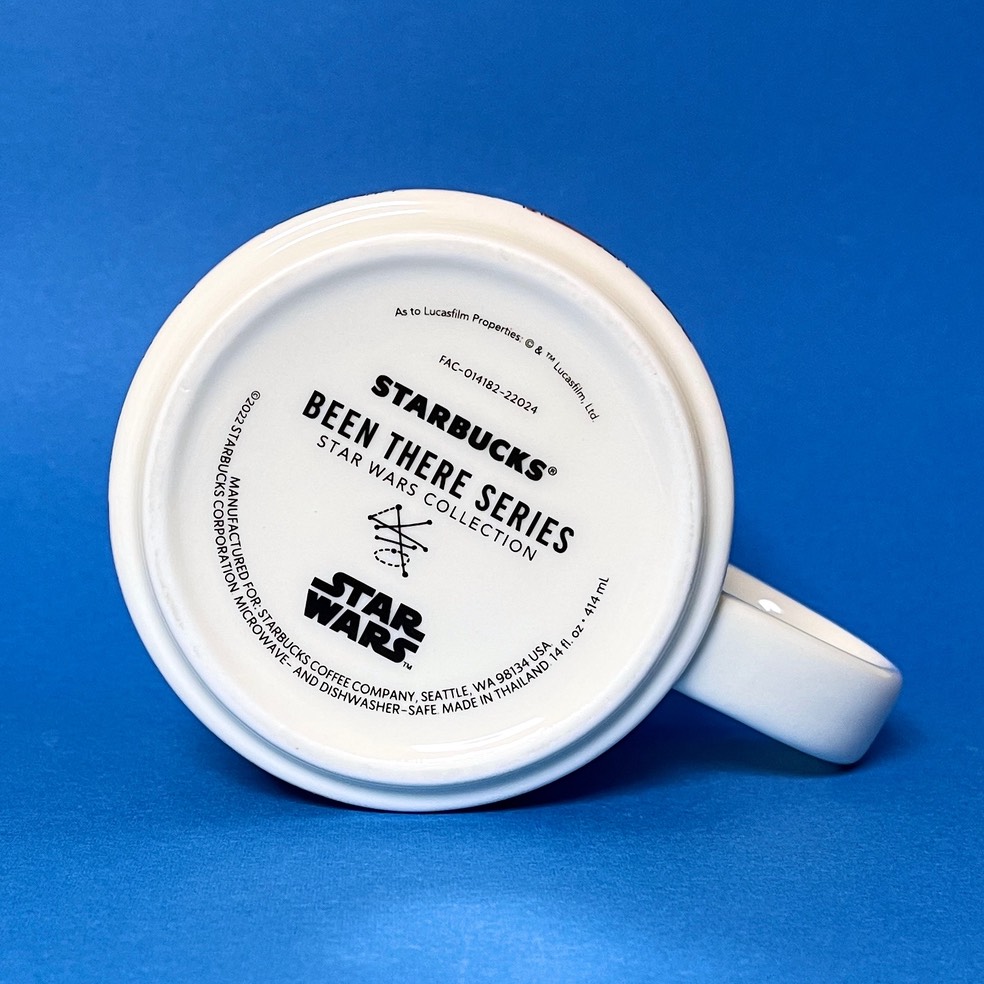 As to Lucasfilm Properties: © & ™ Lucasfilm, Ltd.
FAC-014182-22024
STARBUCKS®
BEEN THERE SERIES
STAR WARS COLLECTION
STAR
WARS™
MANUFACTURED FOR: STARBUCKS COFFEE COMPANY, SEATTLE, WA 98134 USA
©2022 STARBUCKS CORPORATION MICROWAVE- AND DISHWASHER-SAFE. MADE IN THAILAND. 14 fl. oz • 414 mL